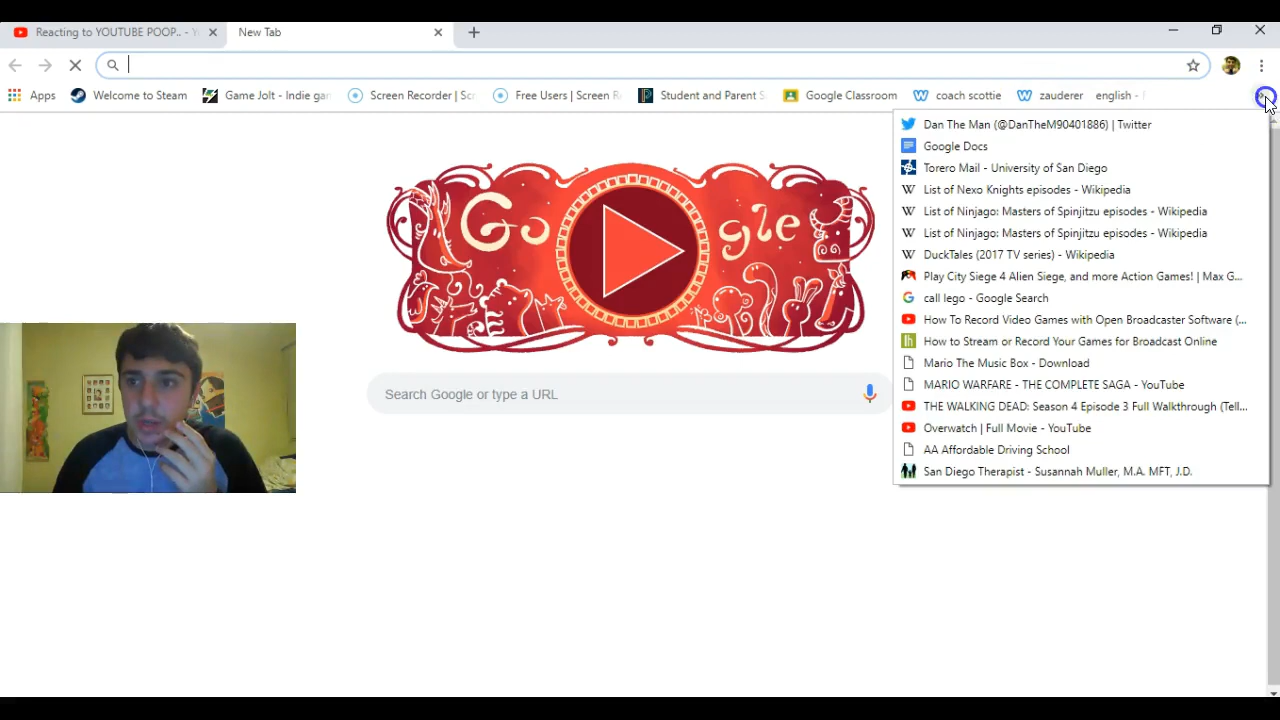 Reacting to YOUTUBE POOP.. - Y
New Tab
Apps
Welcome to Steam
Game Jolt - Indie gam
Screen Recorder | Scr
Free Users | Screen R
Student and Parent S
Google Classroom
coach scottie
zauderer
english -
Dan The Man (@DanTheM90401886) | Twitter
Google Docs
Torero Mail - University of San Diego
List of Nexo Knights episodes - Wikipedia
List of Ninjago: Masters of Spinjitzu episodes - Wikipedia
List of Ninjago: Masters of Spinjitzu episodes - Wikipedia
DuckTales (2017 TV series) - Wikipedia
Play City Siege 4 Alien Siege, and more Action Games! | Max G...
call lego - Google Search
How To Record Video Games with Open Broadcaster Software (...
How to Stream or Record Your Games for Broadcast Online
Mario The Music Box - Download
MARIO WARFARE - THE COMPLETE SAGA - YouTube
THE WALKING DEAD: Season 4 Episode 3 Full Walkthrough (Tell...
Overwatch | Full Movie - YouTube
AA Affordable Driving School
San Diego Therapist - Susannah Muller, M.A. MFT, J.D.
Google
Search Google or type a URL